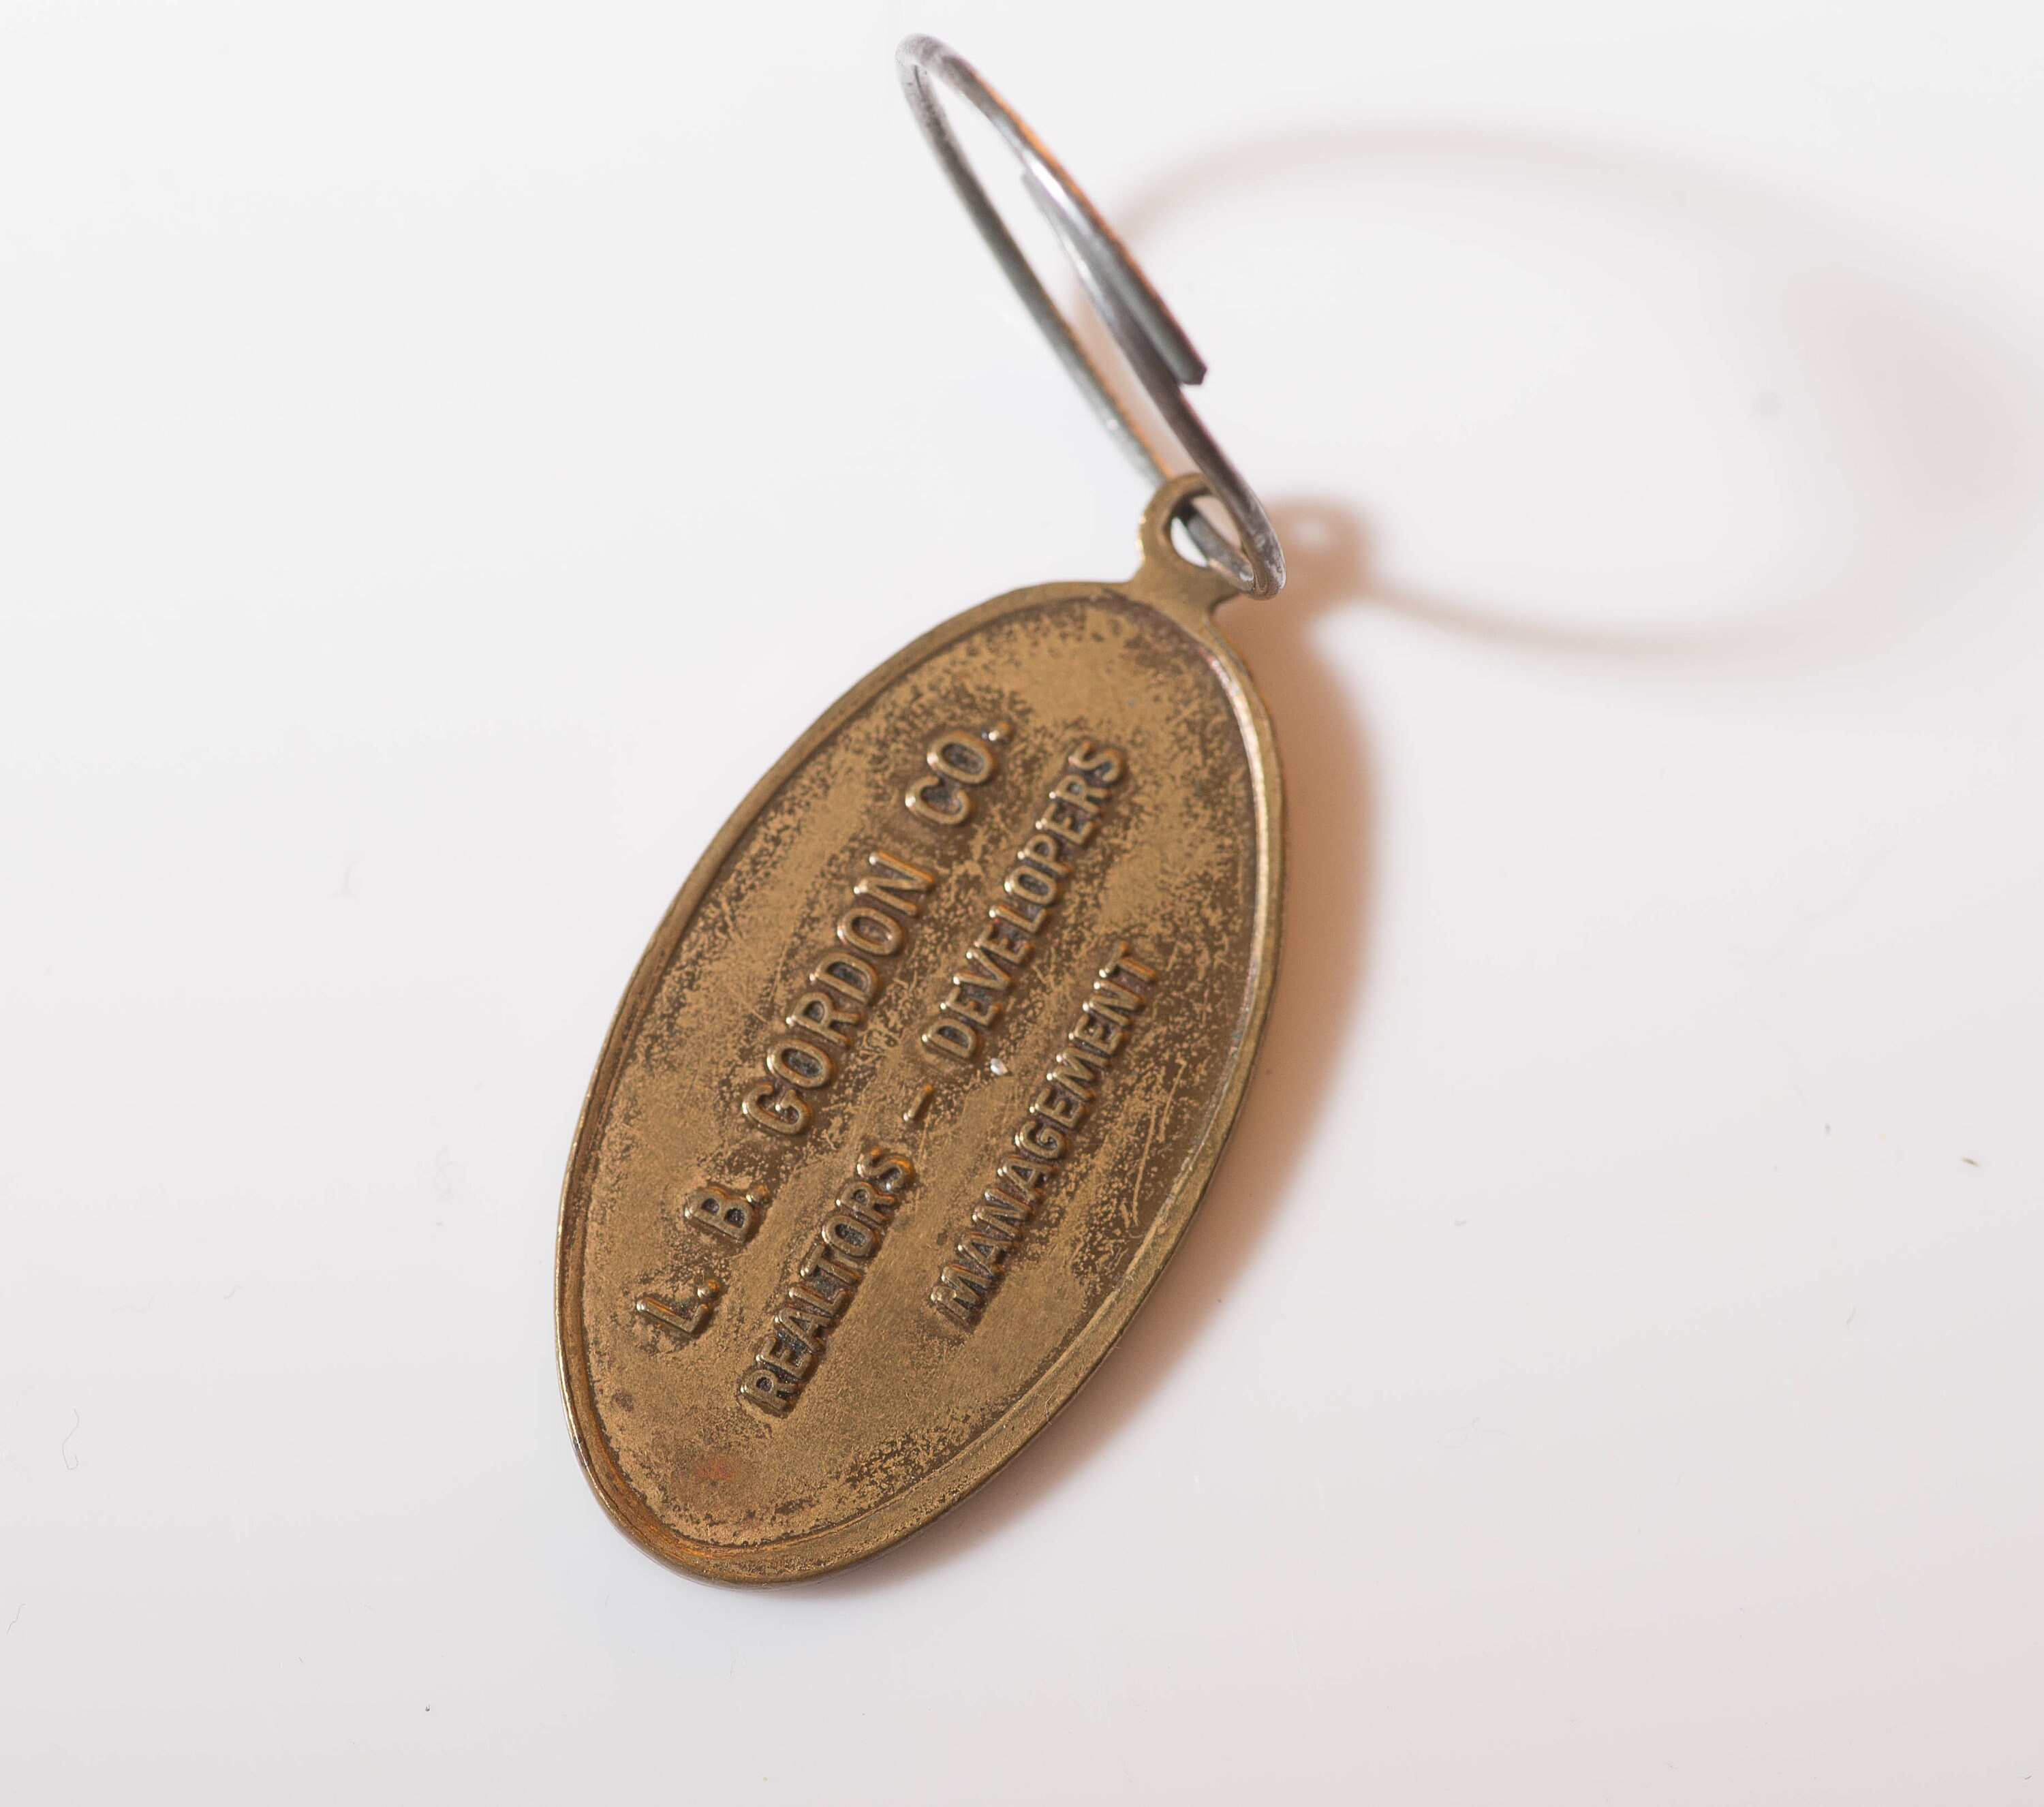 L. B. GORDON CO.
REALTORS - DEVELOPERS
MANAGEMENT